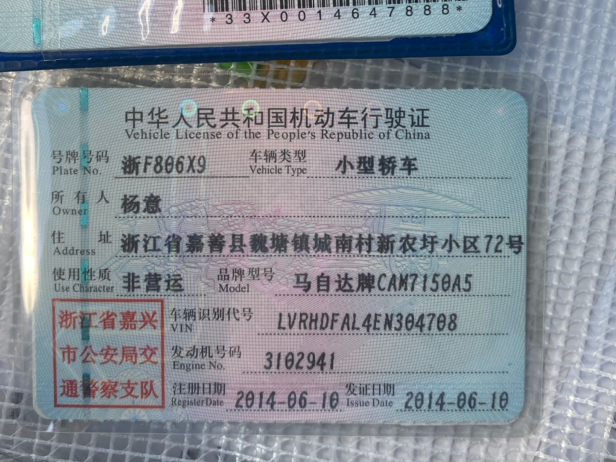 *33X0014647888*
中华人民共和国机动车行驶证
Vehicle License of the People's Republic of China
号牌号码 浙F806X9 车辆类型 小型轿车
Plate No. Vehicle Type
所有人 杨意
Owner
住址 浙江省嘉善县魏塘镇城南村新农圩小区72号
Address
使用性质 非营运 品牌型号 马自达牌CAM7150A5
Use Character Model
浙江省嘉兴 车辆识别代号 LVRHDFAL4EN304708
VIN
市公安局交 发动机号码 3102941
Engine No.
通警察支队 注册日期 2014-06-10 发证日期 2014-06-10
Register Date Issue Date